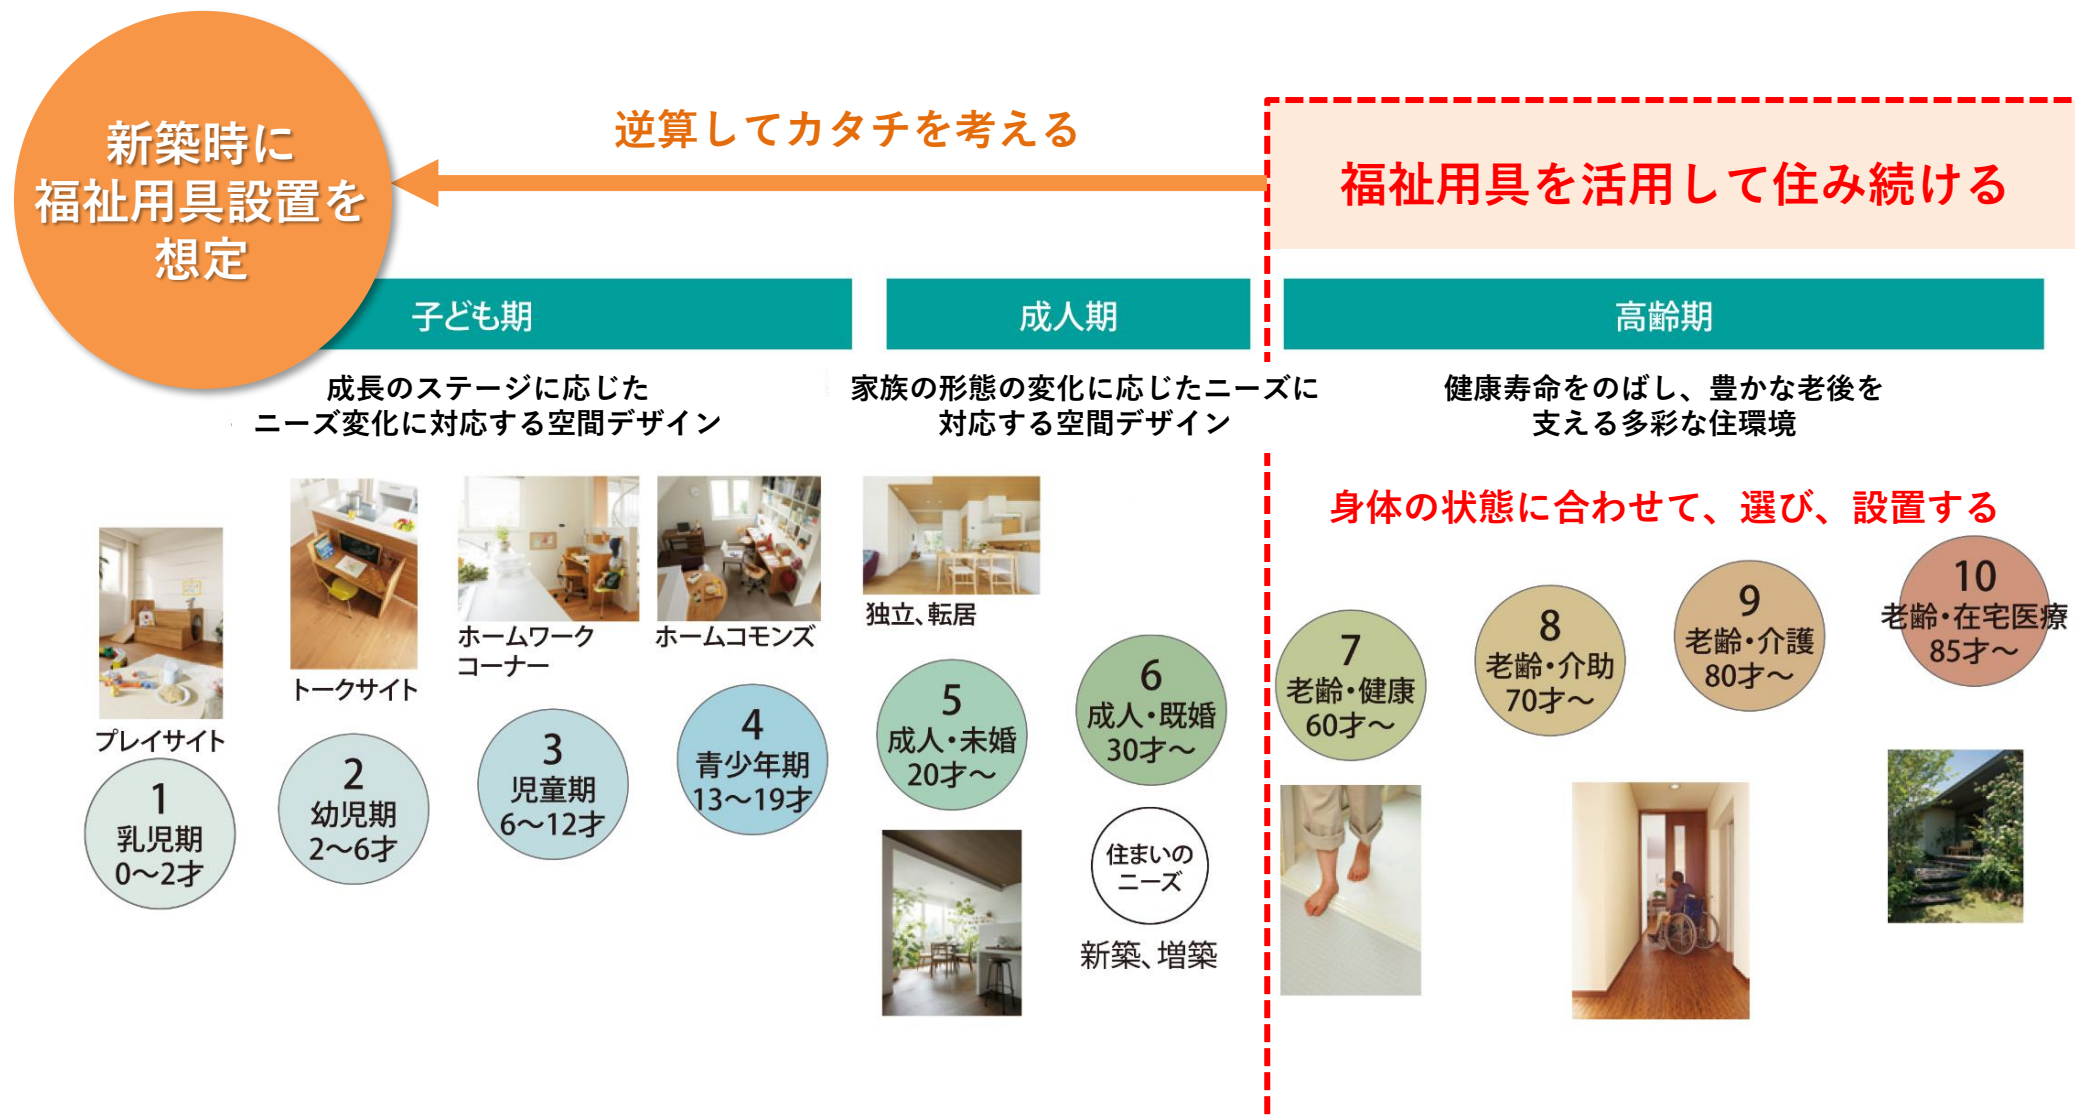 新築時に
福祉用具設置を
想定
逆算してカタチを考える
福祉用具を活用して住み続ける
子ども期
成人期
高齢期
成長のステージに応じた
ニーズ変化に対応する空間デザイン
家族の形態の変化に応じたニーズに
対応する空間デザイン
健康寿命をのばし、豊かな老後を
支える多彩な住環境
身体の状態に合わせて、選び、設置する
プレイサイト
トークサイト
ホームワーク
コーナー
ホームコモンズ
独立、転居
1
乳児期
0〜2才
2
幼児期
2〜6才
3
児童期
6〜12才
4
青少年期
13〜19才
5
成人・未婚
20才〜
6
成人・既婚
30才〜
住まいの
ニーズ
新築、増築
7
老齢・健康
60才〜
8
老齢・介助
70才〜
9
老齢・介護
80才〜
10
老齢・在宅医療
85才〜